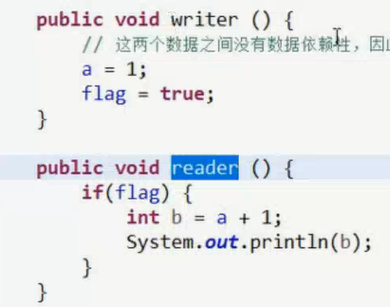 public void writer () {
// 这两个数据之间没有数据依赖性，因
a = 1;
flag = true;
}
public void reader () {
if(flag) {
int b = a + 1;
System.out.println(b);
}
}